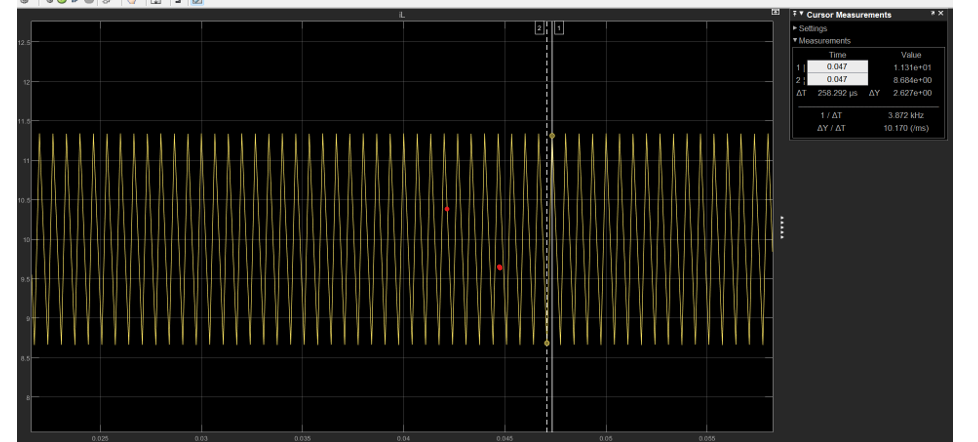 iL
Cursor Measurements
Settings
Measurements
Time Value
1 0.047 1.131e+01
2 0.047 8.684e+00
ΔT 258.292 µs ΔY 2.627e+00
1 / ΔT 3.872 kHz
ΔY / ΔT 10.170 (/ms)
2 1
12.5
12
11.5
11
10.5
10
9.5
9
8.5
8
0.025 0.03 0.035 0.04 0.045 0.05 0.055